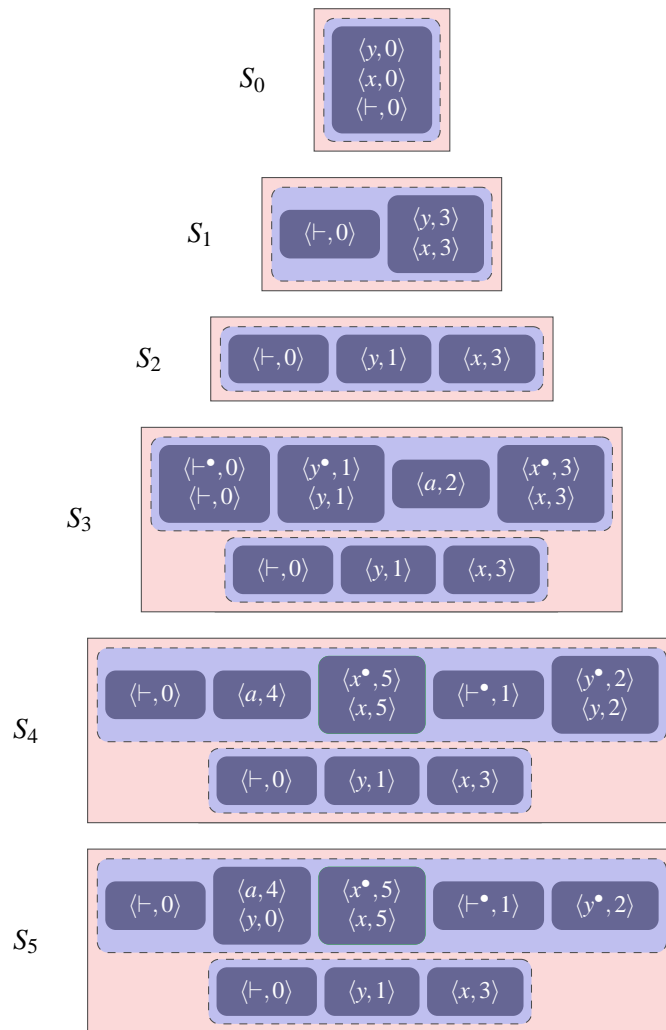 S₀
⟨y, 0⟩
⟨x, 0⟩
⟨⊢, 0⟩
S₁
⟨⊢, 0⟩
⟨y, 3⟩
⟨x, 3⟩
S₂
⟨⊢, 0⟩ ⟨y, 1⟩ ⟨x, 3⟩
S₃
⟨⊢•, 0⟩
⟨⊢, 0⟩
⟨y•, 1⟩
⟨y, 1⟩
⟨a, 2⟩
⟨x•, 3⟩
⟨x, 3⟩
⟨⊢, 0⟩ ⟨y, 1⟩ ⟨x, 3⟩
S₄
⟨⊢, 0⟩
⟨a, 4⟩
⟨x•, 5⟩
⟨x, 5⟩
⟨⊢•, 1⟩
⟨y•, 2⟩
⟨y, 2⟩
⟨⊢, 0⟩ ⟨y, 1⟩ ⟨x, 3⟩
S₅
⟨⊢, 0⟩
⟨a, 4⟩
⟨y, 0⟩
⟨x•, 5⟩
⟨x, 5⟩
⟨⊢•, 1⟩
⟨y•, 2⟩
⟨⊢, 0⟩ ⟨y, 1⟩ ⟨x, 3⟩